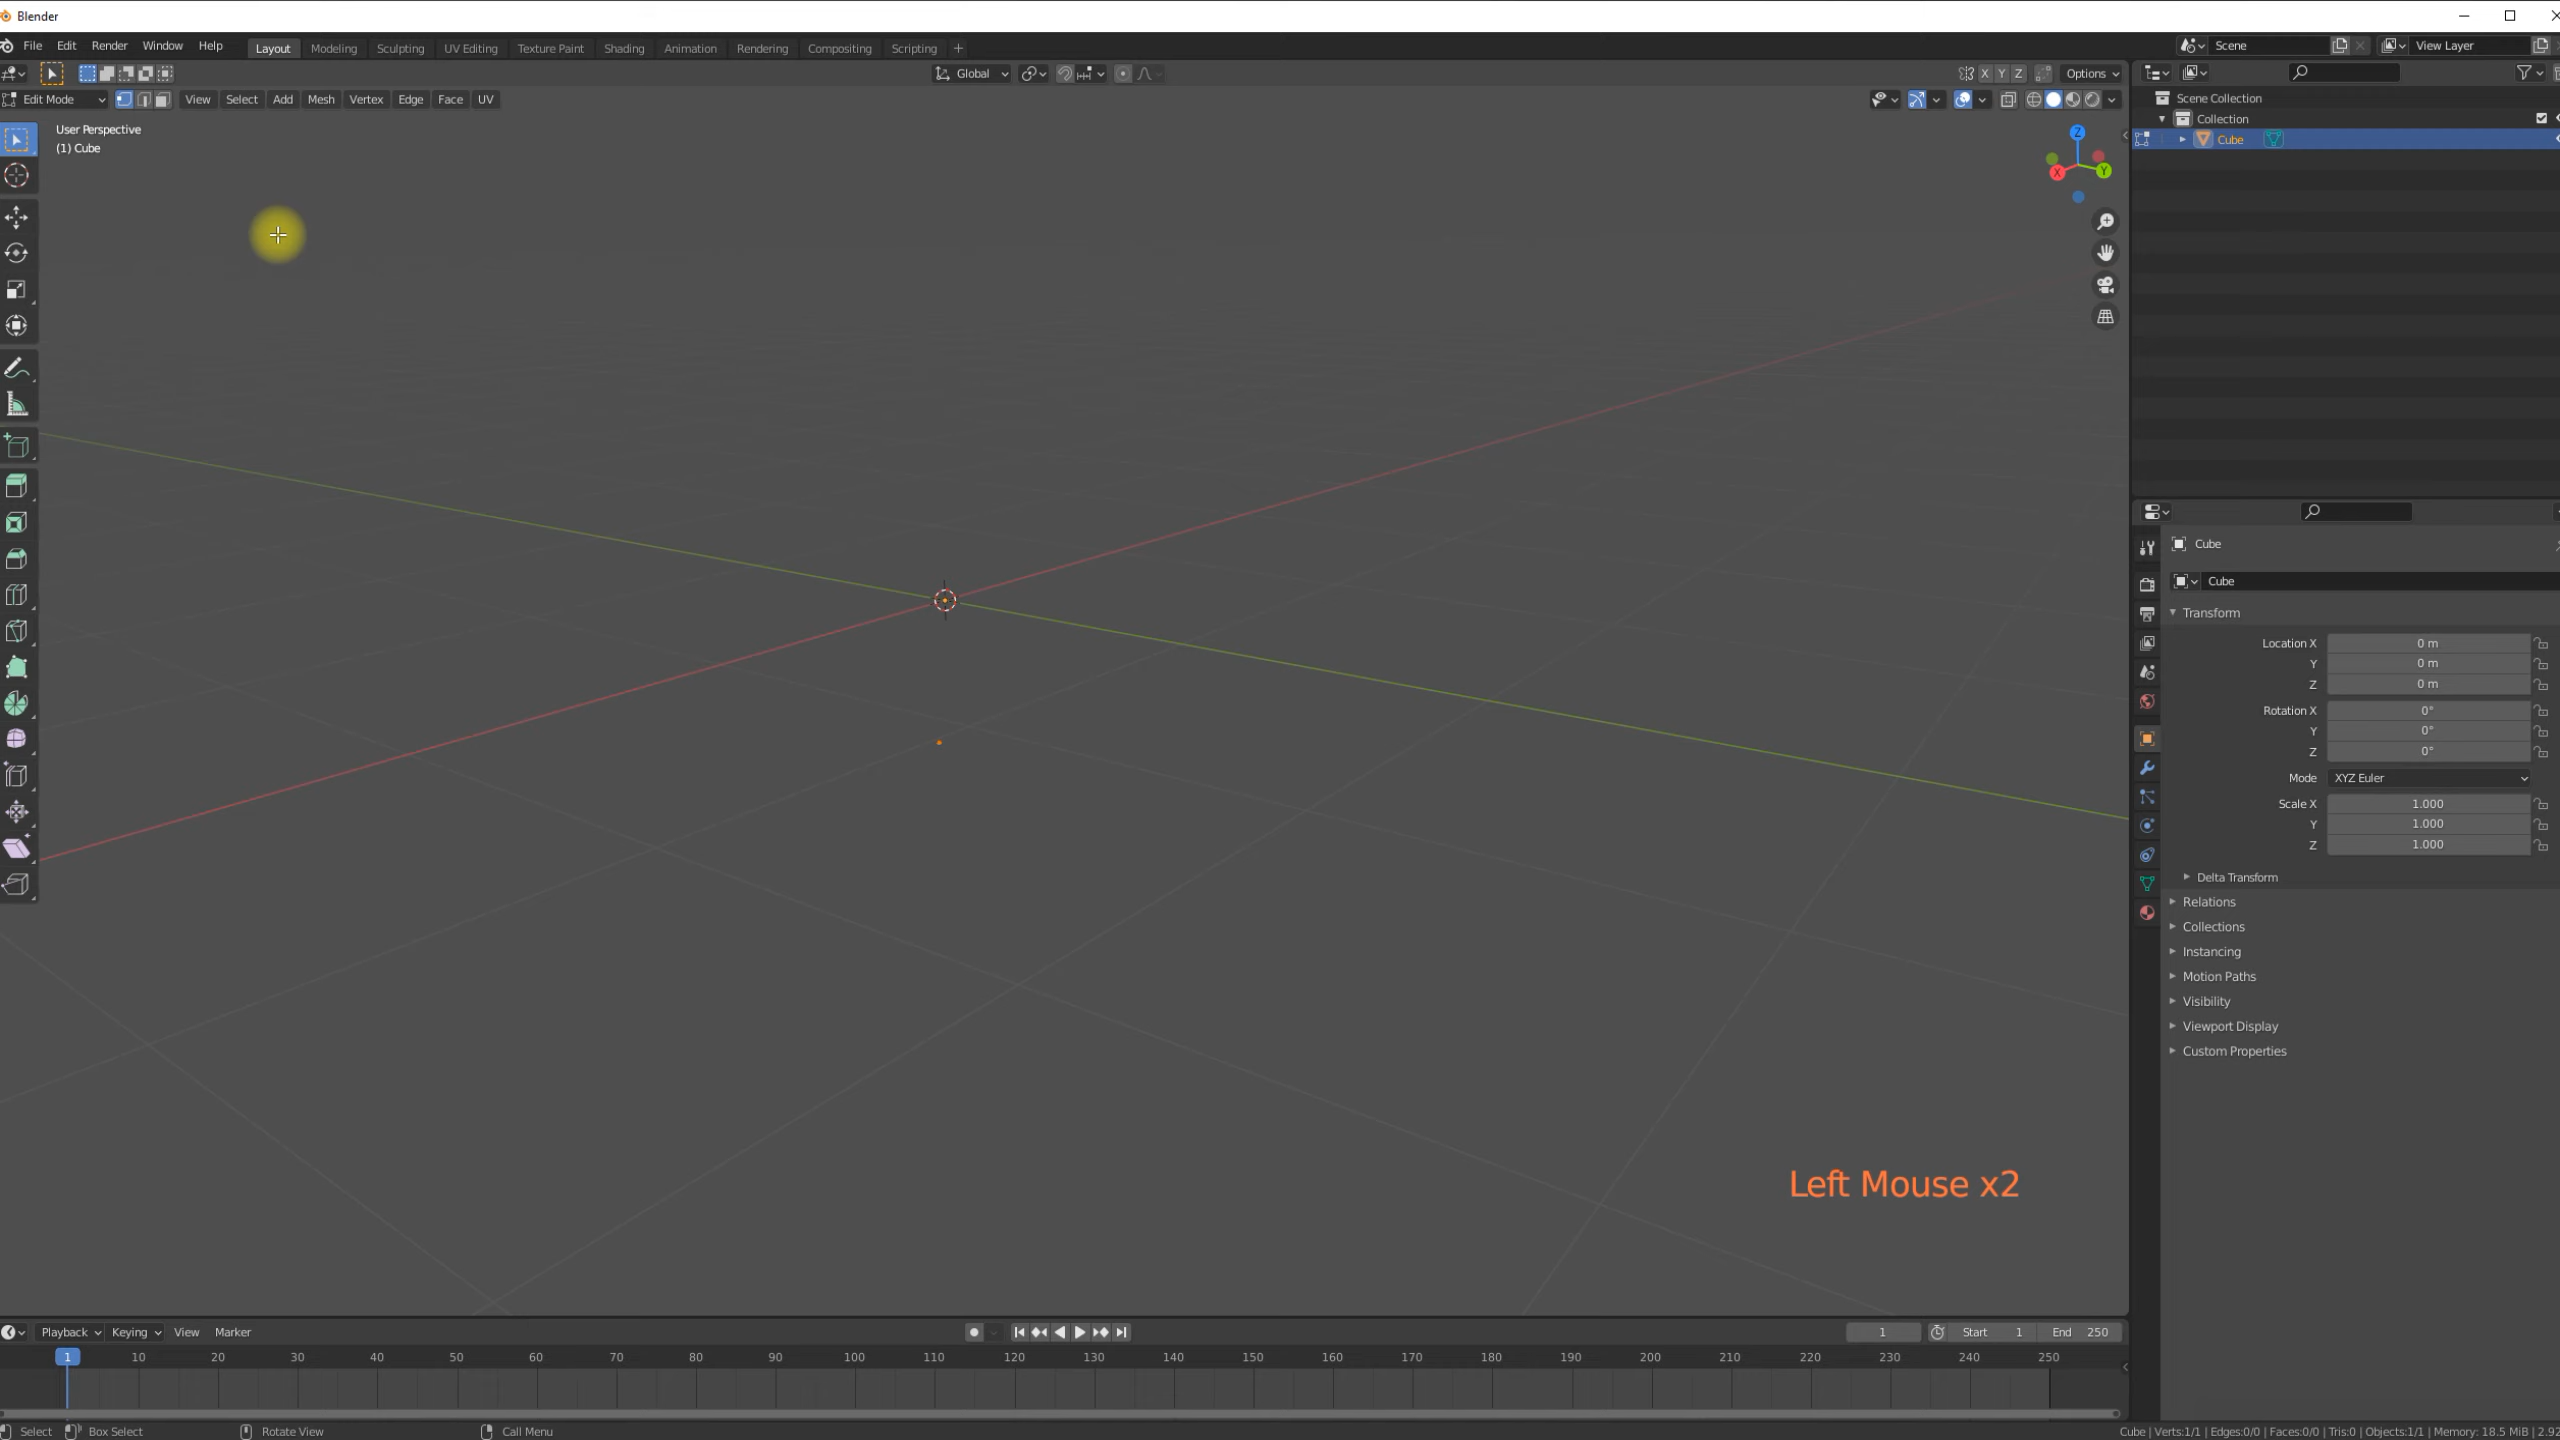 Blender
File Edit Render Window Help Layout Modeling Sculpting UV Editing Texture Paint Shading Animation Rendering Compositing Scripting + Scene View Layer
Global X Y Z Options
Edit Mode View Select Add Mesh Vertex Edge Face UV
User Perspective
(1) Cube
Z
X
Y
Scene Collection
Collection
Cube
Cube
Cube
Transform
Location X 0 m
Y 0 m
Z 0 m
Rotation X 0°
Y 0°
Z 0°
Mode XYZ Euler
Scale X 1.000
Y 1.000
Z 1.000
Delta Transform
Relations
Collections
Instancing
Motion Paths
Visibility
Viewport Display
Custom Properties
Left Mouse x2
Playback Keying View Marker 1 Start 1 End 250
1 10 20 30 40 50 60 70 80 90 100 110 120 130 140 150 160 170 180 190 200 210 220 230 240 250
Select Box Select Rotate View Call Menu Cube | Verts:1/1 | Edges:0/0 | Faces:0/0 | Tris:0 | Objects:1/1 | Memory: 18.5 MiB | 2.92